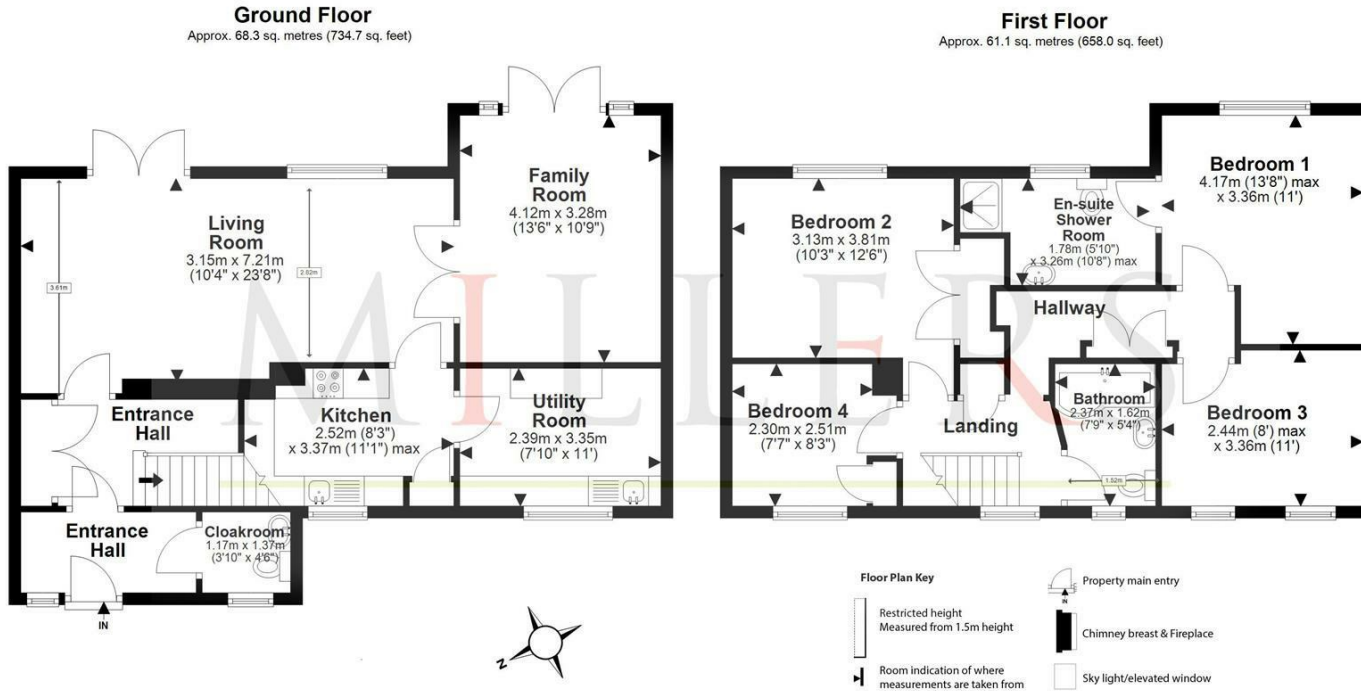 Ground Floor
Approx. 68.3 sq. metres (734.7 sq. feet)
First Floor
Approx. 61.1 sq. metres (658.0 sq. feet)
Living
Room
3.15m x 7.21m
(10'4" x 23'8")
3.61m
2.62m
Family
Room
4.12m x 3.28m
(13'6" x 10'9")
Entrance
Hall
Kitchen
2.52m (8'3")
x 3.37m (11'1") max
Utility
Room
2.39m x 3.35m
(7'10" x 11')
Entrance
Hall
Cloakroom
1.17m x 1.37m
(3'10" x 4'6")
IN
Bedroom 2
3.13m x 3.81m
(10'3" x 12'6")
En-suite
Shower
Room
1.78m (5'10")
x 3.26m (10'8") max
Bedroom 1
4.17m (13'8") max
x 3.36m (11')
Hallway
Bedroom 4
2.30m x 2.51m
(7'7" x 8'3")
Landing
Bathroom
2.37m x 1.62m
(7'9" x 5'4")
1.52m
Bedroom 3
2.44m (8') max
x 3.36m (11')
MILLERS
N
Floor Plan Key
Restricted height
Measured from 1.5m height
Room indication of where
measurements are taken from
IN
Property main entry
Chimney breast & Fireplace
Sky light/elevated window